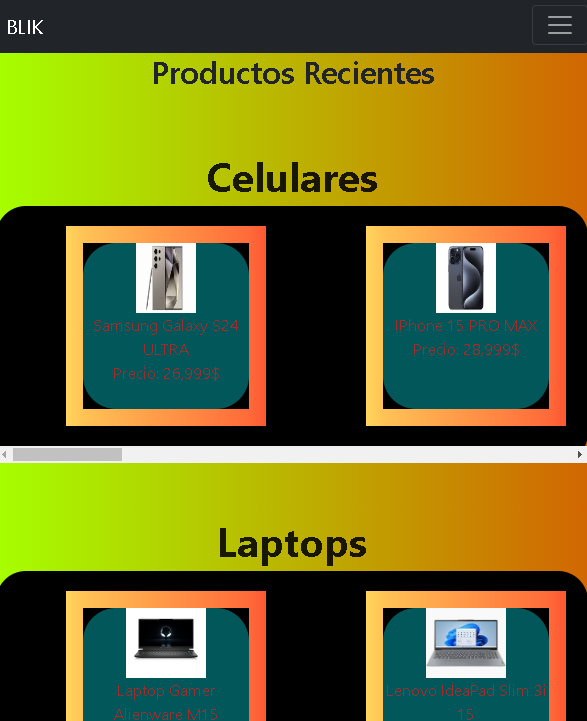 BLIK
Productos Recientes
Celulares
Samsung Galaxy S24
ULTRA
Precio: 26,999$
IPhone 15 PRO MAX
Precio: 28,999$
Laptops
Laptop Gamer
Alienware M15
Lenovo IdeaPad Slim 3i
15